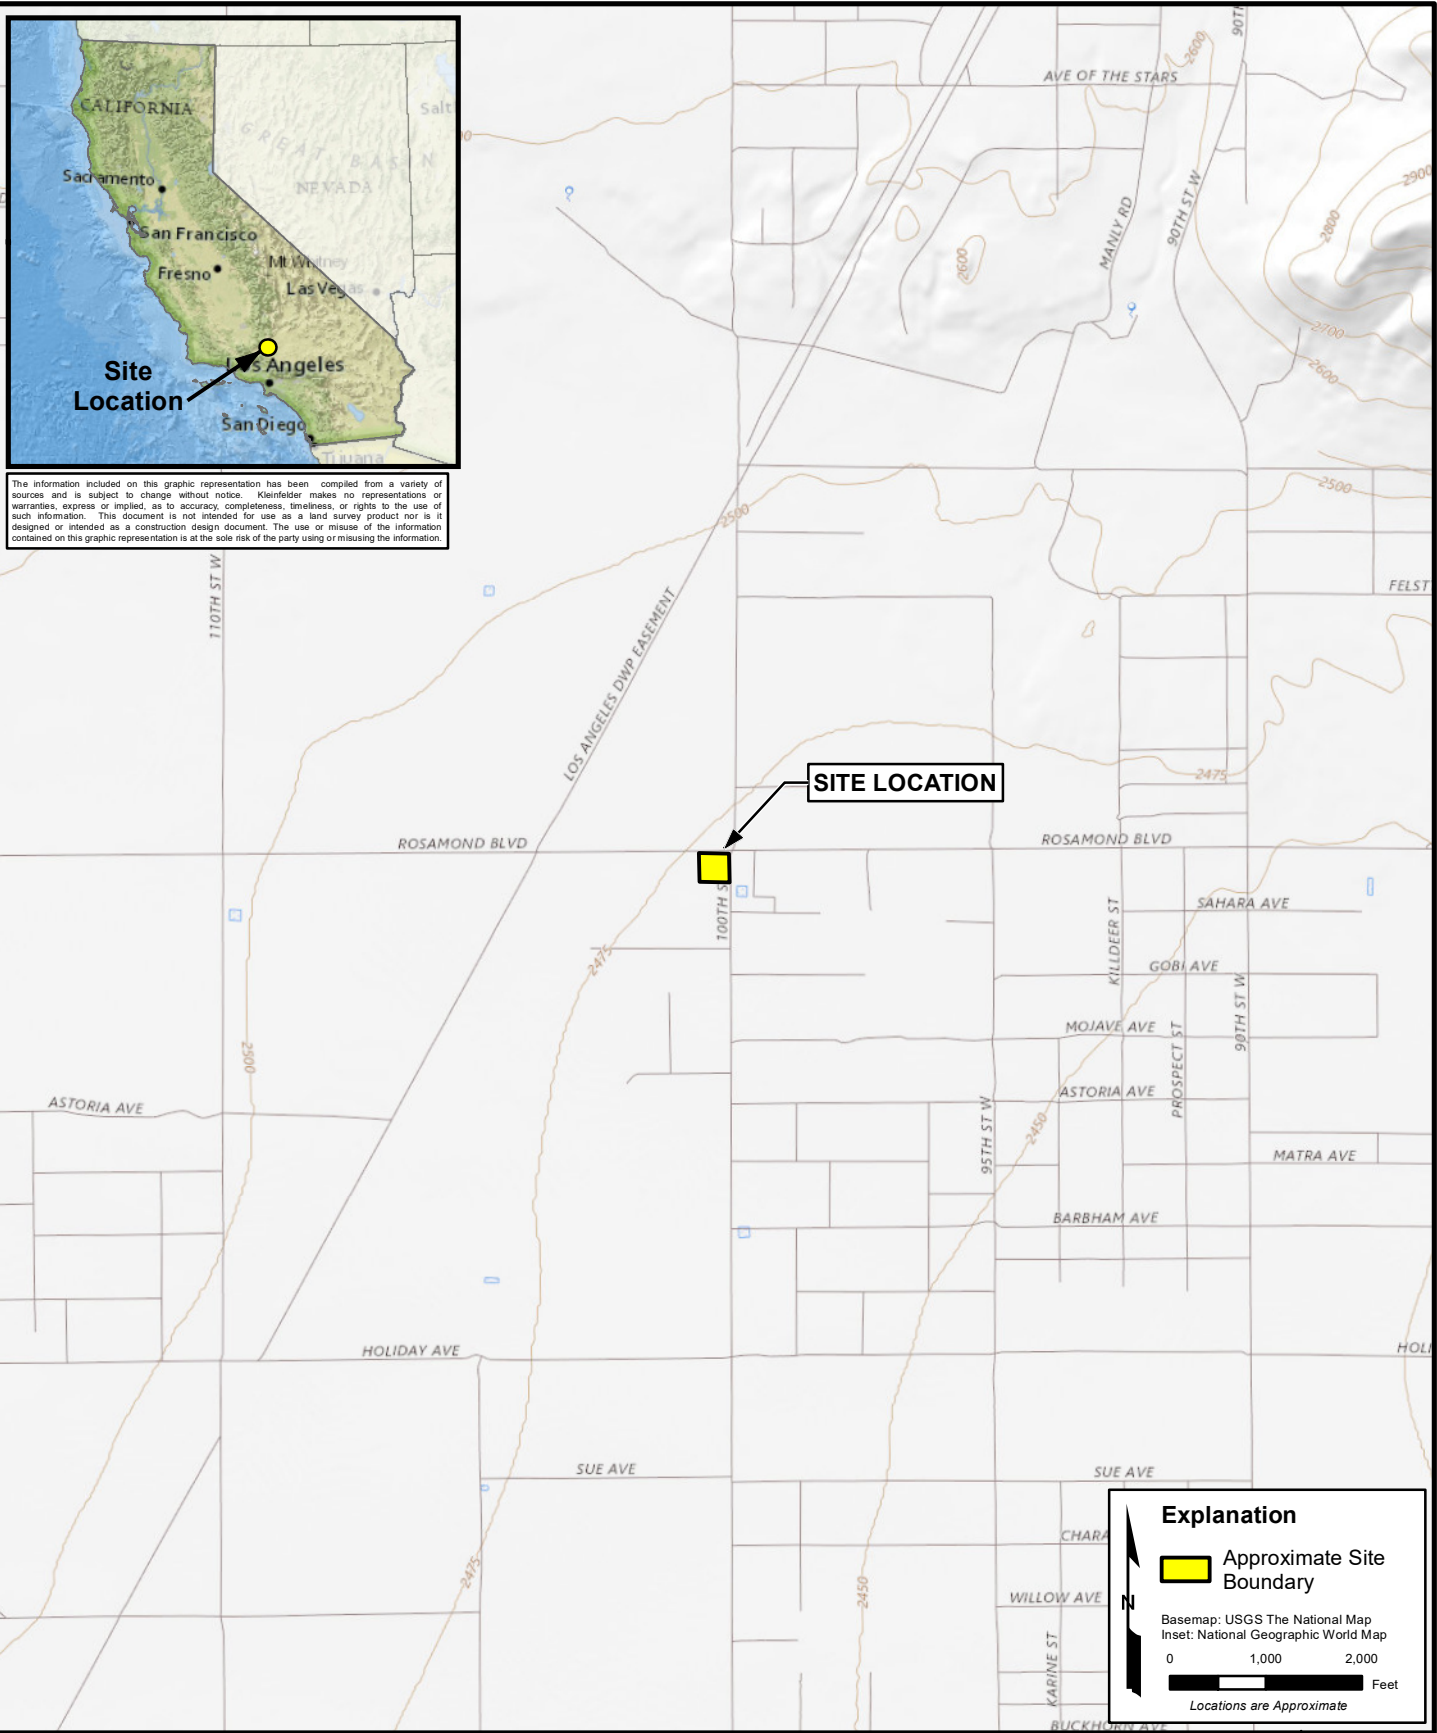 CALIFORNIA
Salt
GREAT BASIN
NEVADA
Sacramento
San Francisco
Mt Whitney
Fresno
Las Vegas
Los Angeles
Site
Location
San Diego
Tijuana
The information included on this graphic representation has been compiled from a variety of
sources and is subject to change without notice. Kleinfelder makes no representations or
warranties, express or implied, as to accuracy, completeness, timeliness, or rights to the use of
such information. This document is not intended for use as a land survey product nor is it
designed or intended as a construction design document. The use or misuse of the information
contained on this graphic representation is at the sole risk of the party using or misusing the information.
90TH
2600
AVE OF THE STARS
2900
2800
MANLY RD
90TH ST W
2600
2700
2600
2500
2500
110TH ST W
FELST
LOS ANGELES DWP EASEMENT
2475
SITE LOCATION
ROSAMOND BLVD
ROSAMOND BLVD
100TH S
KILLDEER ST
SAHARA AVE
2475
GOBI AVE
90TH ST W
2500
MOJAVE AVE
PROSPECT ST
ASTORIA AVE
ASTORIA AVE
95TH ST W
2450
MATRA AVE
BARBHAM AVE
HOLIDAY AVE
HOLI
SUE AVE
SUE AVE
2475
2450
CHARA
WILLOW AVE
KARINE ST
BUCKHORN AVE
Explanation
Approximate Site
Boundary
N
Basemap: USGS The National Map
Inset: National Geographic World Map
0 1,000 2,000
Feet
Locations are Approximate